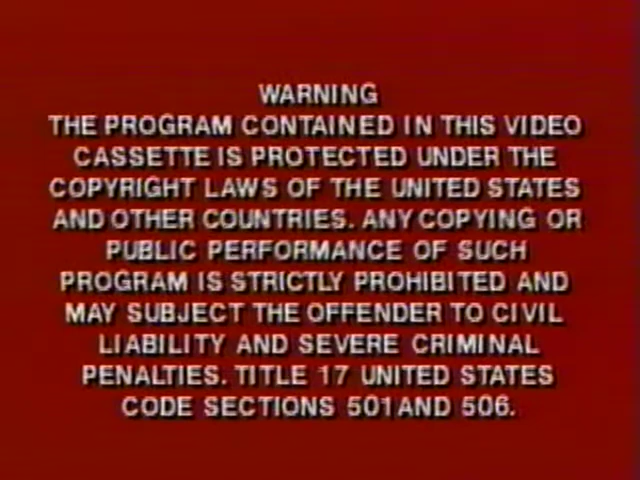 WARNING
THE PROGRAM CONTAINED IN THIS VIDEO
CASSETTE IS PROTECTED UNDER THE
COPYRIGHT LAWS OF THE UNITED STATES
AND OTHER COUNTRIES. ANY COPYING OR
PUBLIC PERFORMANCE OF SUCH
PROGRAM IS STRICTLY PROHIBITED AND
MAY SUBJECT THE OFFENDER TO CIVIL
LIABILITY AND SEVERE CRIMINAL
PENALTIES. TITLE 17 UNITED STATES
CODE SECTIONS 501 AND 506.